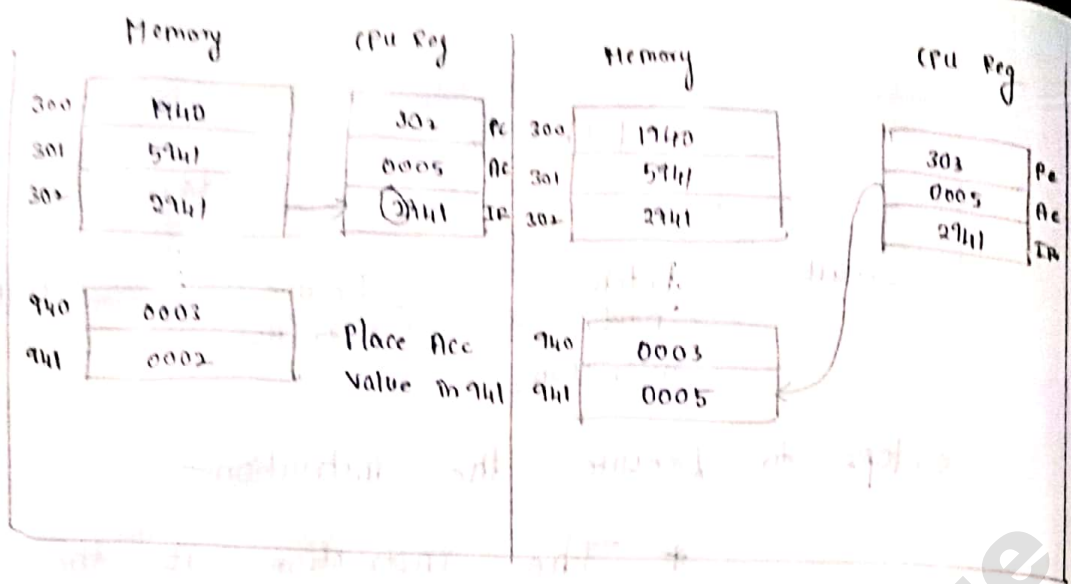 Memory
CPU Reg
300 1940
301 5941
302 2941
302 PC
0005 AC
2941 IR
940 0003
941 0002
Place Acc
value in 941
Memory
CPU Reg
300 1940
301 5941
302 2941
303 PC
0005 AC
2941 IR
940 0003
941 0005